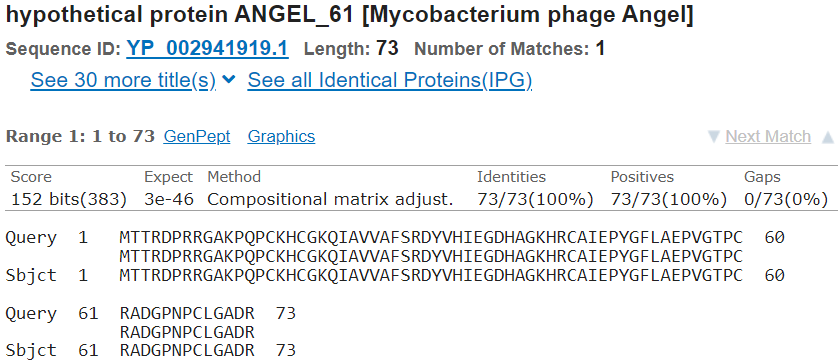 hypothetical protein ANGEL_61 [Mycobacterium phage Angel]
Sequence ID: YP_002941919.1 Length: 73 Number of Matches: 1
See 30 more title(s) See all Identical Proteins(IPG)
Range 1: 1 to 73 GenPept Graphics Next Match
Score Expect Method Identities Positives Gaps
152 bits(383) 3e-46 Compositional matrix adjust. 73/73(100%) 73/73(100%) 0/73(0%)
Query 1 MTTRDPRRGAKPQPCKHCGKQIAVVAFSRDYVHIEGDHAGKHRCAIEPYGFLAEPVGTPC 60
MTTRDPRRGAKPQPCKHCGKQIAVVAFSRDYVHIEGDHAGKHRCAIEPYGFLAEPVGTPC
Sbjct 1 MTTRDPRRGAKPQPCKHCGKQIAVVAFSRDYVHIEGDHAGKHRCAIEPYGFLAEPVGTPC 60
Query 61 RADGPNPCLGADR 73
RADGPNPCLGADR
Sbjct 61 RADGPNPCLGADR 73